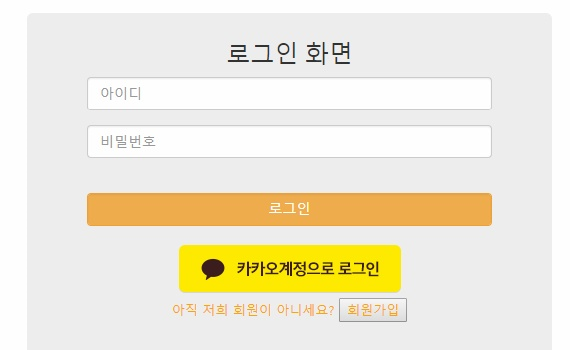 로그인 화면
아이디
비밀번호
로그인
카카오계정으로 로그인
아직 저희 회원이 아니세요? 회원가입